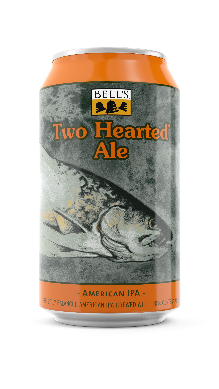 BELL'S
Two Hearted
Ale
- AMERICAN IPA -